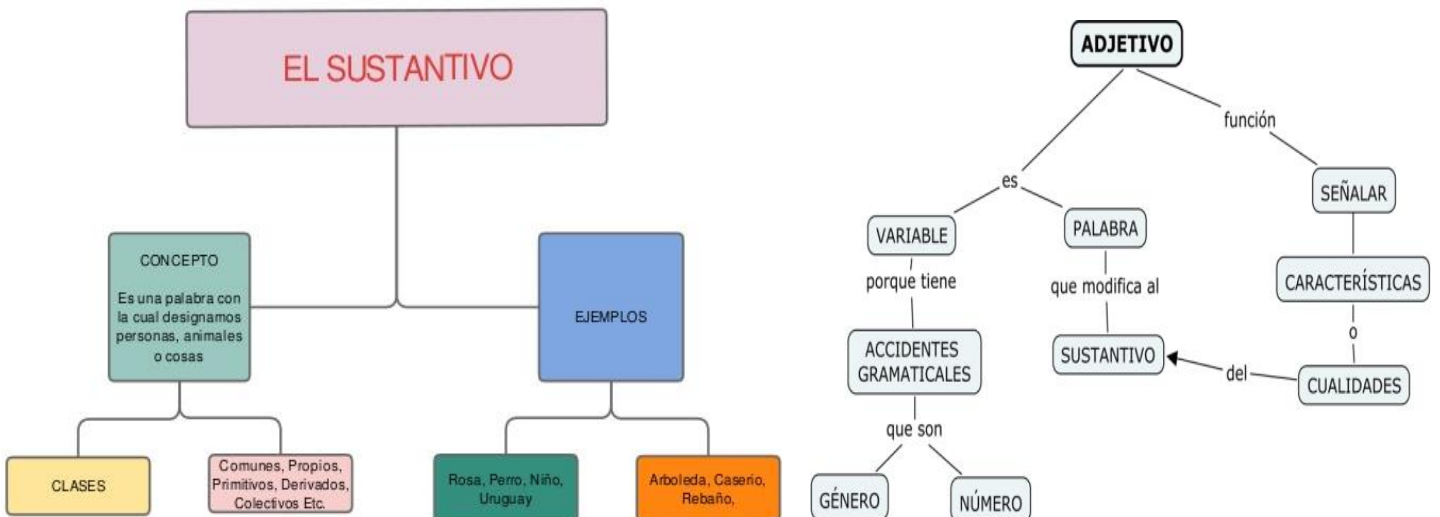 EL SUSTANTIVO
CONCEPTO
Es una palabra con
la cual designamos
personas, animales
o cosas
EJEMPLOS
CLASES
Comunes, Propios,
Primitivos, Derivados,
Colectivos Etc.
Rosa, Perro, Niño,
Uruguay
Arboleda, Caserio,
Rebaño,
ADJETIVO
función
es
SEÑALAR
VARIABLE
PALABRA
porque tiene
que modifica al
CARACTERÍSTICAS
o
ACCIDENTES
GRAMATICALES
SUSTANTIVO
del
CUALIDADES
que son
GÉNERO
NÚMERO